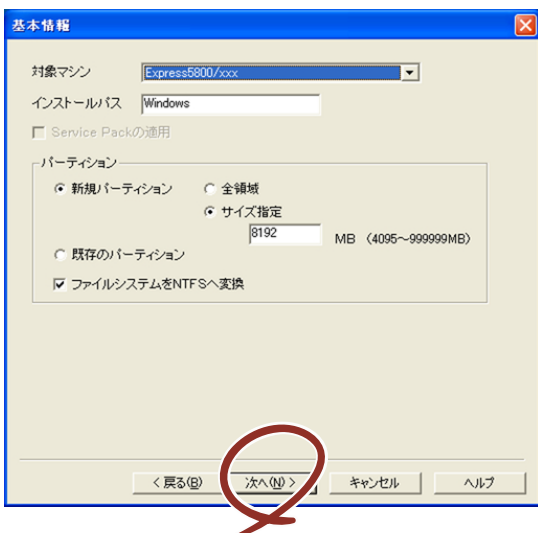 基本情報
対象マシン Express5800/xxx
インストールパス Windows
Service Packの適用
パーティション
新規パーティション 全領域
サイズ指定
8192 MB (4095～999999MB)
既存のパーティション
ファイルシステムをNTFSへ変換
< 戻る(B) 次へ(N) > キャンセル ヘルプ